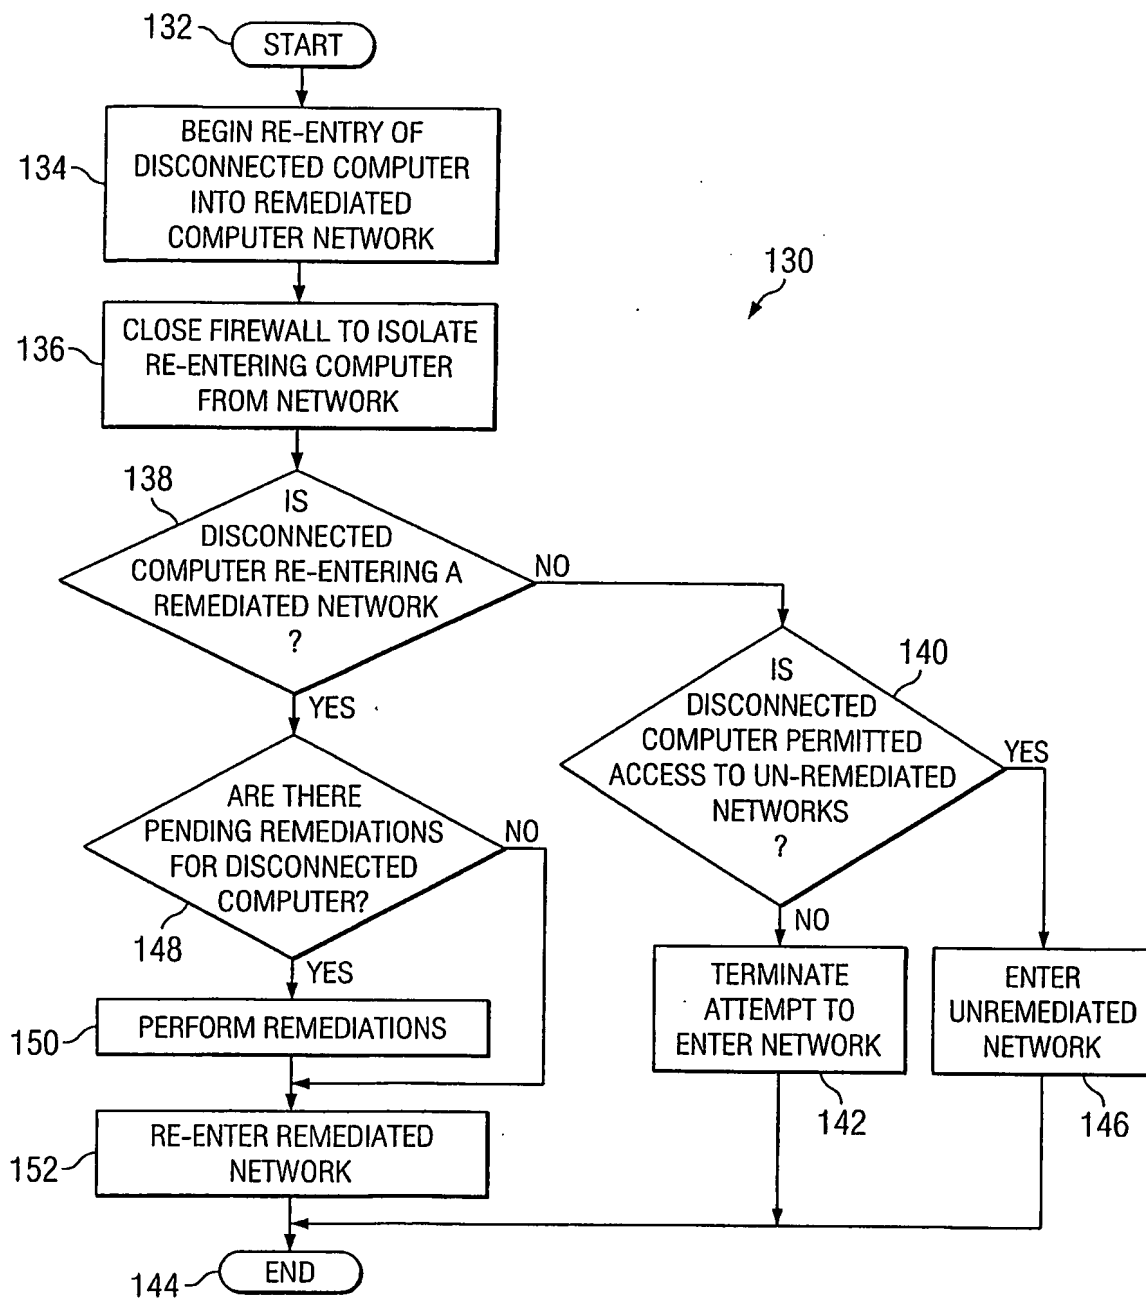 132
START
134
BEGIN RE-ENTRY OF
DISCONNECTED COMPUTER
INTO REMEDIATED
COMPUTER NETWORK
130
136
CLOSE FIREWALL TO ISOLATE
RE-ENTERING COMPUTER
FROM NETWORK
138
IS
DISCONNECTED
COMPUTER RE-ENTERING A
REMEDIATED NETWORK
?
NO
YES
140
IS
DISCONNECTED
COMPUTER PERMITTED
ACCESS TO UN-REMEDIATED
NETWORKS
?
YES
NO
ARE THERE
PENDING REMEDIATIONS
FOR DISCONNECTED
COMPUTER?
NO
148
YES
TERMINATE
ATTEMPT TO
ENTER NETWORK
142
ENTER
UNREMEDIATED
NETWORK
146
150
PERFORM REMEDIATIONS
152
RE-ENTER REMEDIATED
NETWORK
144
END